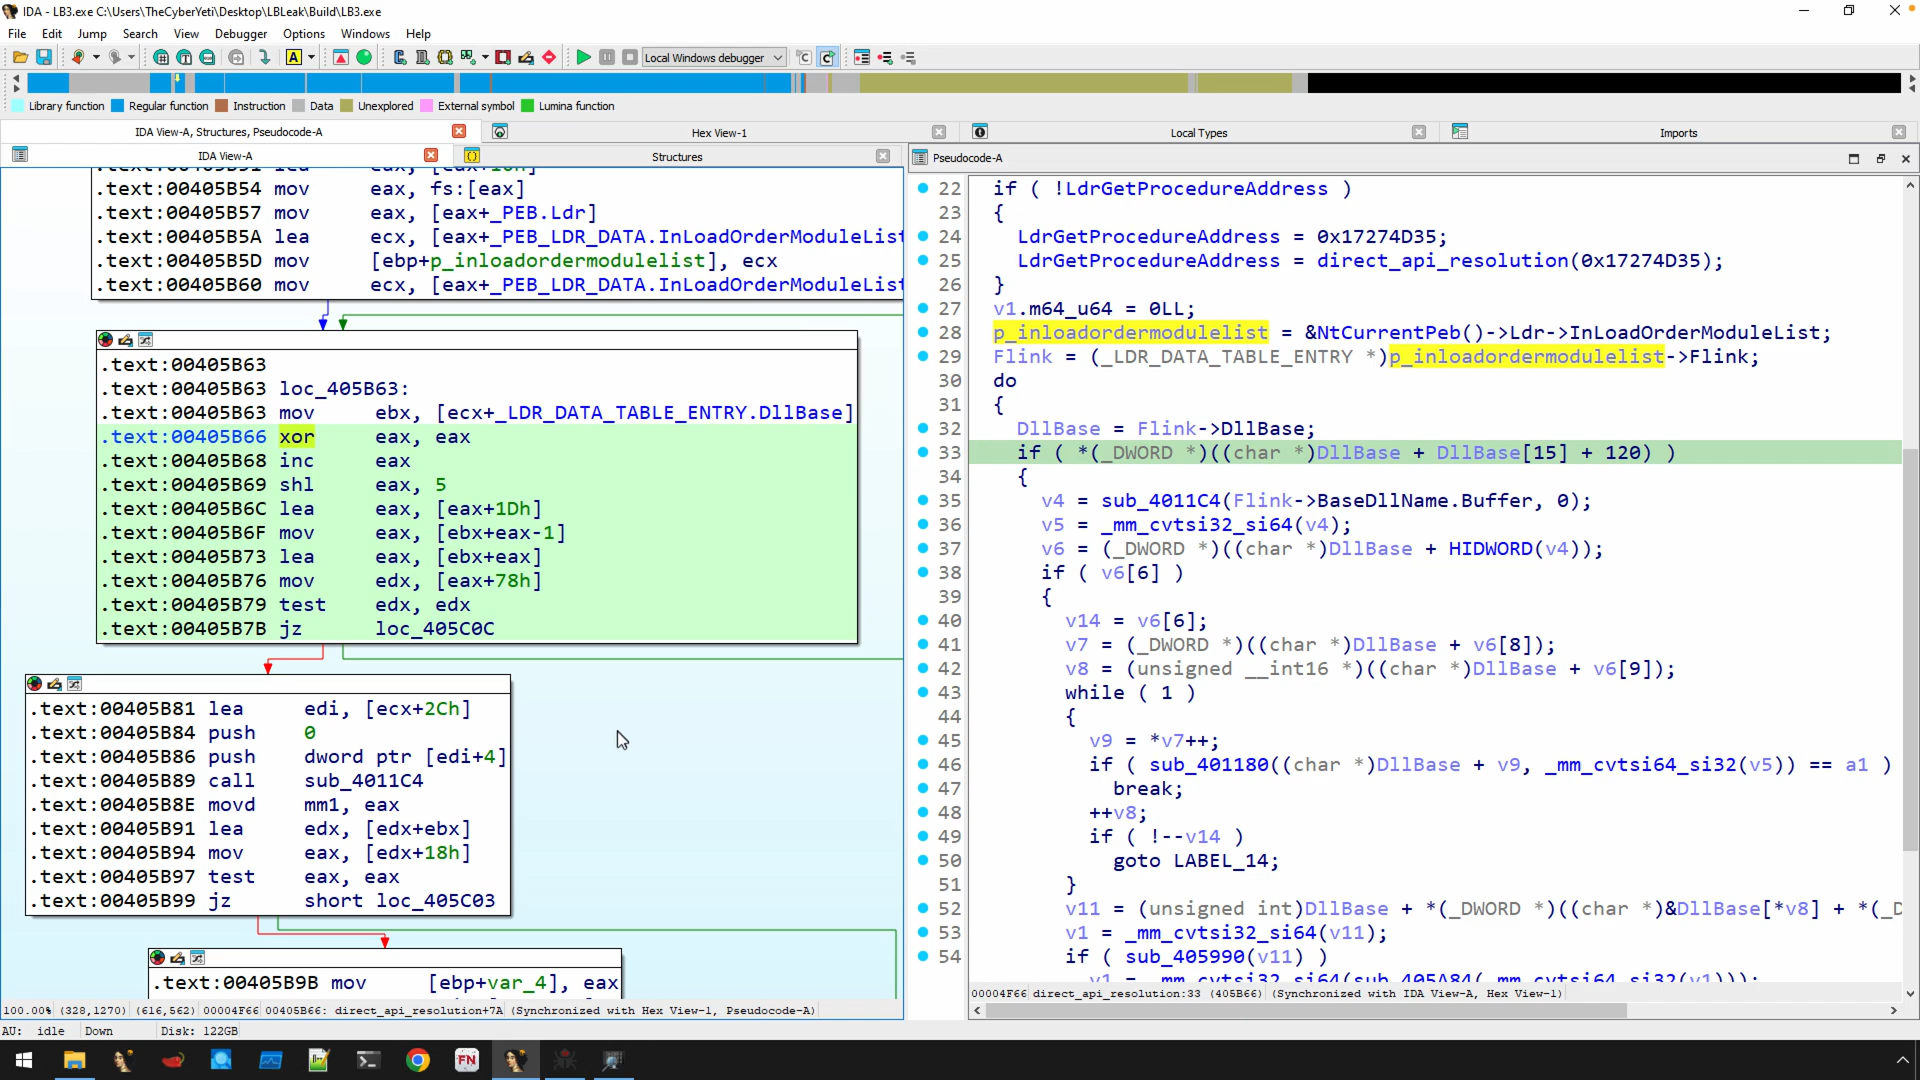 IDA - LB3.exe C:\Users\TheCyberYeti\Desktop\LBLeak\Build\LB3.exe
File Edit Jump Search View Debugger Options Windows Help
Local Windows debugger
Library function Regular function Instruction Data Unexplored External symbol Lumina function
IDA View-A, Structures, Pseudocode-A Hex View-1 Local Types Imports
IDA View-A Structures
.text:00405B54 mov eax, fs:[eax]
.text:00405B57 mov eax, [eax+_PEB.Ldr]
.text:00405B5A lea ecx, [eax+_PEB_LDR_DATA.InLoadOrderModuleList
.text:00405B5D mov [ebp+p_inloadordermodulelist], ecx
.text:00405B60 mov ecx, [eax+_PEB_LDR_DATA.InLoadOrderModuleList
.text:00405B63
.text:00405B63 loc_405B63:
.text:00405B63 mov ebx, [ecx+_LDR_DATA_TABLE_ENTRY.DllBase]
.text:00405B66 xor eax, eax
.text:00405B68 inc eax
.text:00405B69 shl eax, 5
.text:00405B6C lea eax, [eax+1Dh]
.text:00405B6F mov eax, [ebx+eax-1]
.text:00405B73 lea eax, [ebx+eax]
.text:00405B76 mov edx, [eax+78h]
.text:00405B79 test edx, edx
.text:00405B7B jz loc_405C0C
.text:00405B81 lea edi, [ecx+2Ch]
.text:00405B84 push 0
.text:00405B86 push dword ptr [edi+4]
.text:00405B89 call sub_4011C4
.text:00405B8E movd mm1, eax
.text:00405B91 lea edx, [edx+ebx]
.text:00405B94 mov eax, [edx+18h]
.text:00405B97 test eax, eax
.text:00405B99 jz short loc_405C03
.text:00405B9B mov [ebp+var_4], eax
100.00% (328,1270) (616,562) 00004F66 00405B66: direct_api_resolution+7A (Synchronized with Hex View-1, Pseudocode-A)
Pseudocode-A
22 if ( !LdrGetProcedureAddress )
23 {
24 LdrGetProcedureAddress = 0x17274D35;
25 LdrGetProcedureAddress = direct_api_resolution(0x17274D35);
26 }
27 v1.m64_u64 = 0LL;
28 p_inloadordermodulelist = &NtCurrentPeb()->Ldr->InLoadOrderModuleList;
29 Flink = (_LDR_DATA_TABLE_ENTRY *)p_inloadordermodulelist->Flink;
30 do
31 {
32 DllBase = Flink->DllBase;
33 if ( *(_DWORD *)((char *)DllBase + DllBase[15] + 120) )
34 {
35 v4 = sub_4011C4(Flink->BaseDllName.Buffer, 0);
36 v5 = _mm_cvtsi32_si64(v4);
37 v6 = (_DWORD *)((char *)DllBase + HIDWORD(v4));
38 if ( v6[6] )
39 {
40 v14 = v6[6];
41 v7 = (_DWORD *)((char *)DllBase + v6[8]);
42 v8 = (unsigned __int16 *)((char *)DllBase + v6[9]);
43 while ( 1 )
44 {
45 v9 = *v7++;
46 if ( sub_401180((char *)DllBase + v9, _mm_cvtsi64_si32(v5)) == a1 )
47 break;
48 ++v8;
49 if ( !--v14 )
50 goto LABEL_14;
51 }
52 v11 = (unsigned int)DllBase + *(_DWORD *)((char *)&DllBase[*v8] + *(_D
53 v1 = _mm_cvtsi32_si64(v11);
54 if ( sub_405990(v11) )
v1 = _mm_cvtsi32_si64(sub_405A84(_mm_cvtsi64_si32(v1)));
00004F66 direct_api_resolution:33 (405B66) (Synchronized with IDA View-A, Hex View-1)
AU: idle Down Disk: 122GB
FN